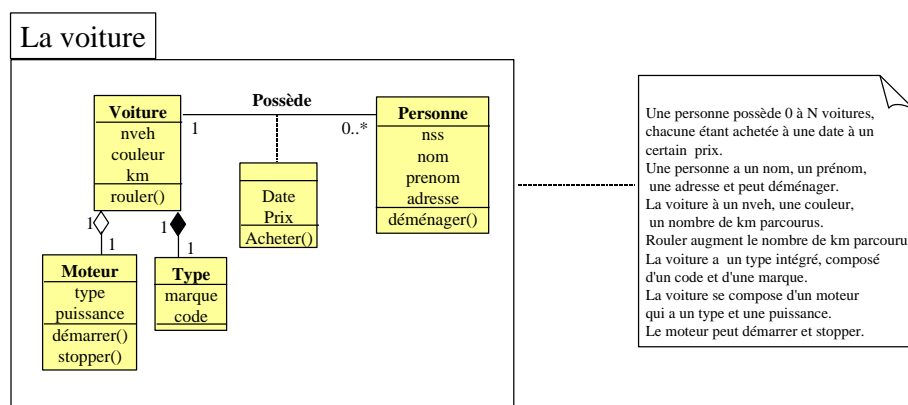 La voiture
Voiture
nveh
couleur
km
rouler()
Possède
1
0..*
Personne
nss
nom
prenom
adresse
déménager()
Date
Prix
Acheter()
1
1
1
1
Moteur
type
puissance
démarrer()
stopper()
Type
marque
code
Une personne possède 0 à N voitures,
chacune étant achetée à une date à un
certain prix.
Une personne a un nom, un prénom,
une adresse et peut déménager.
La voiture à un nveh, une couleur,
un nombre de km parcourus.
Rouler augment le nombre de km parcouru
La voiture a un type intégré, composé
d'un code et d'une marque.
La voiture se compose d'un moteur
qui a un type et une puissance.
Le moteur peut démarrer et stopper.